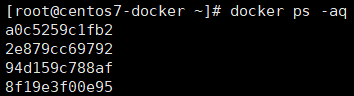 [root@centos7-docker ~]# docker ps -aq
a0c5259c1fb2
2e879cc69792
94d159c788af
8f19e3f00e95